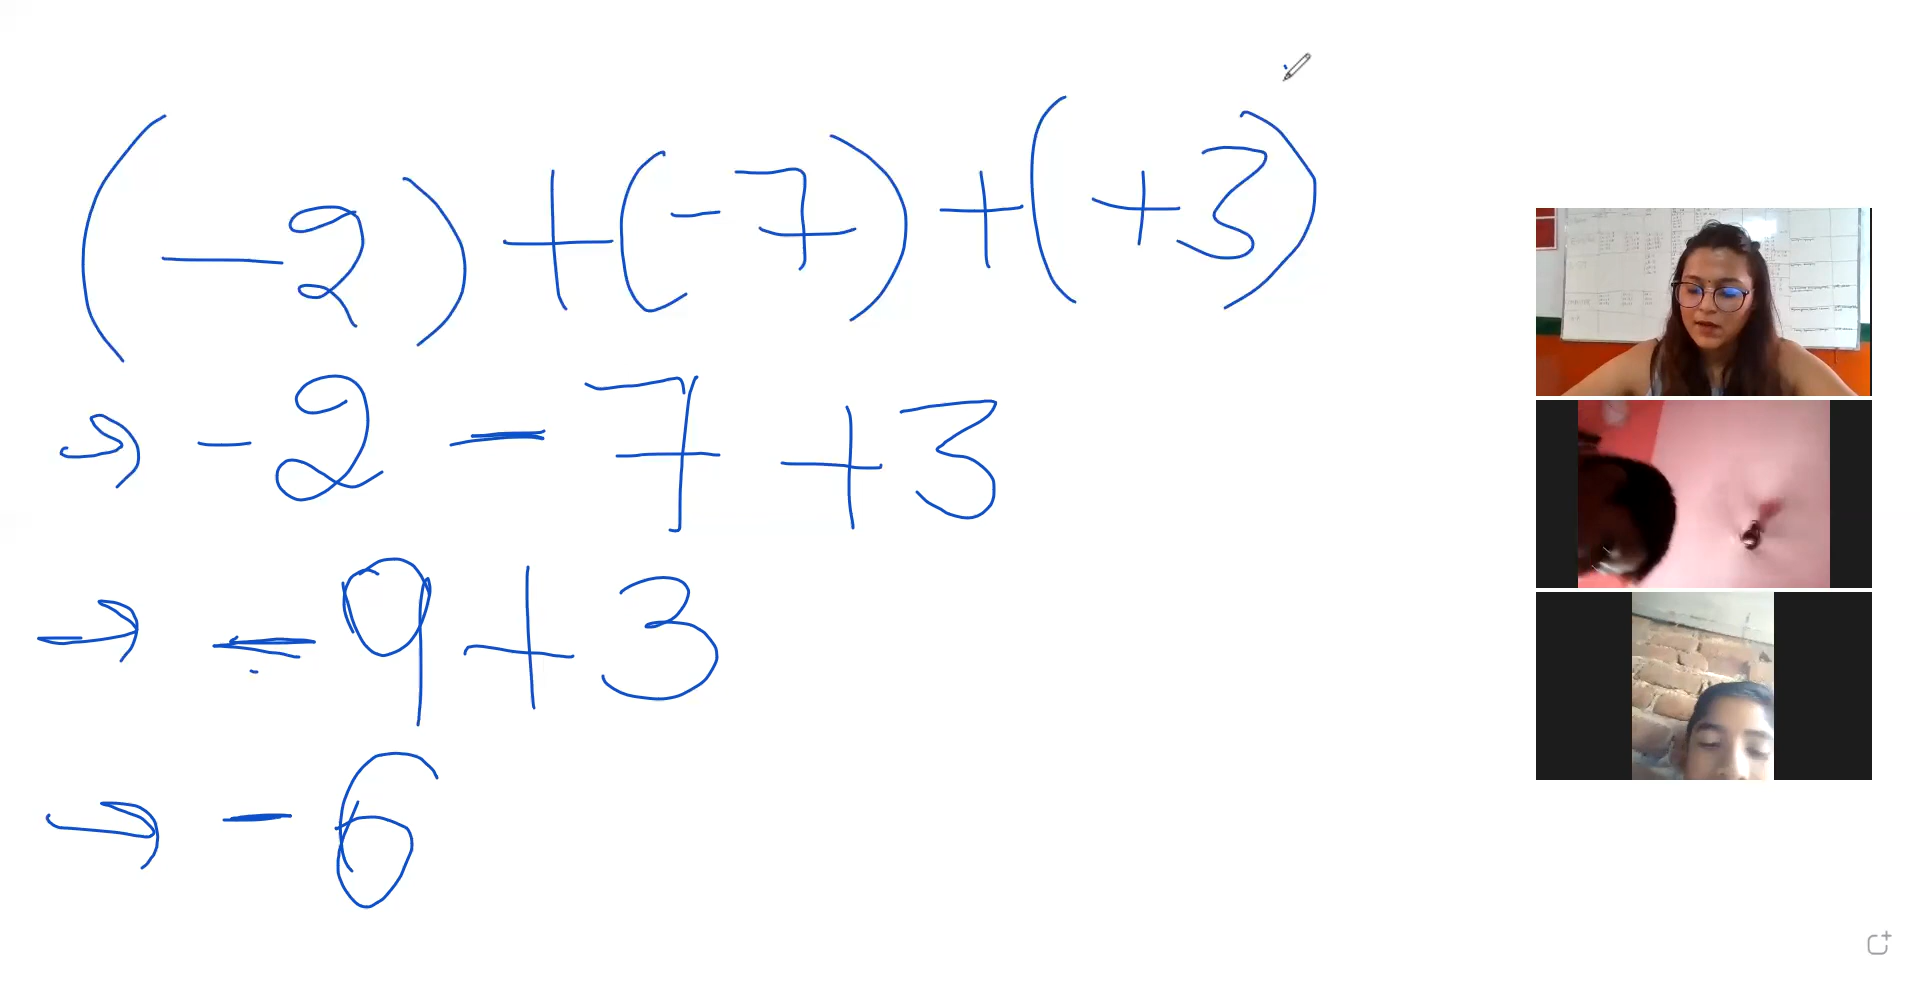 (-2) + (-7) + (+3)
→ -2 - 7 + 3
→ -9 + 3
→ -6